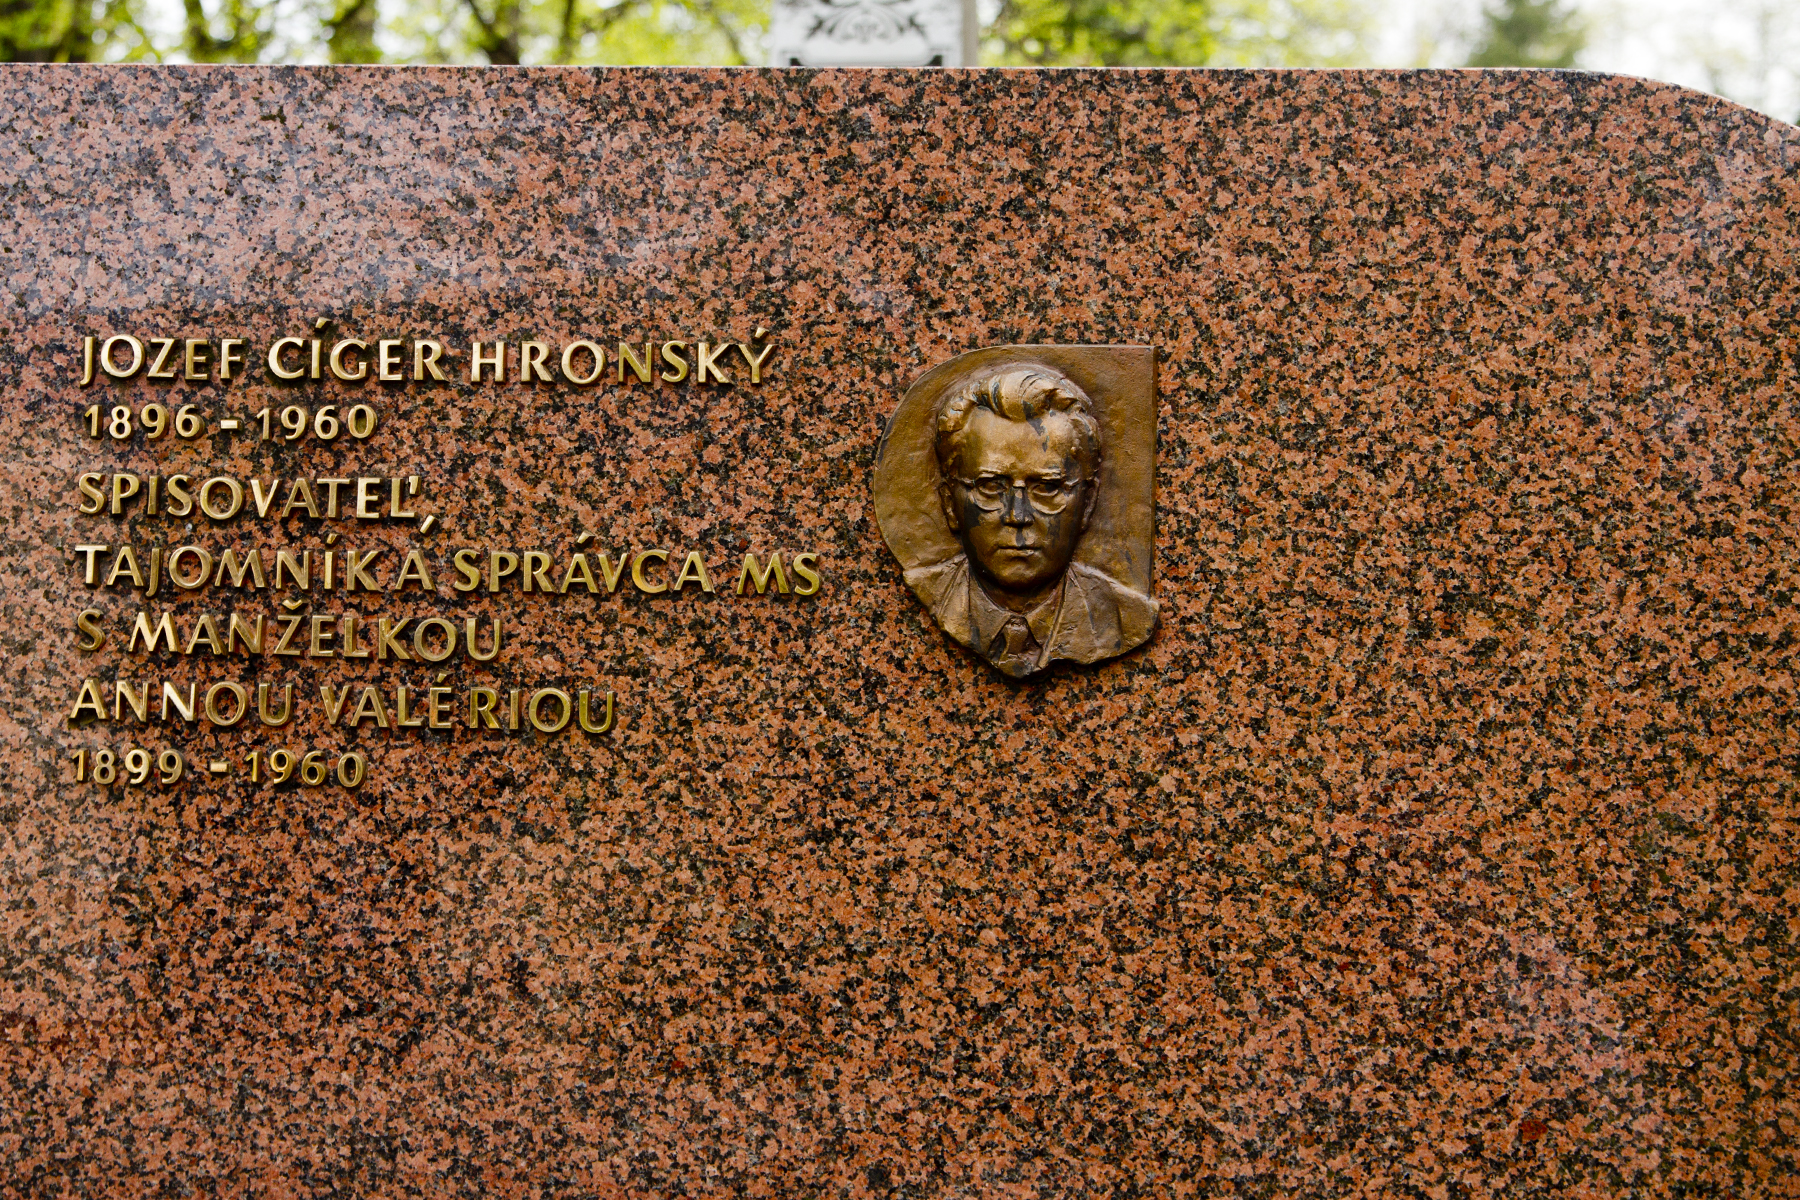 JOZEF CÍGER HRONSKÝ
1896 - 1960
SPISOVATEĽ,
TAJOMNÍK A SPRÁVCA MS
S MANŽELKOU
ANNOU VALÉRIOU
1899 - 1960